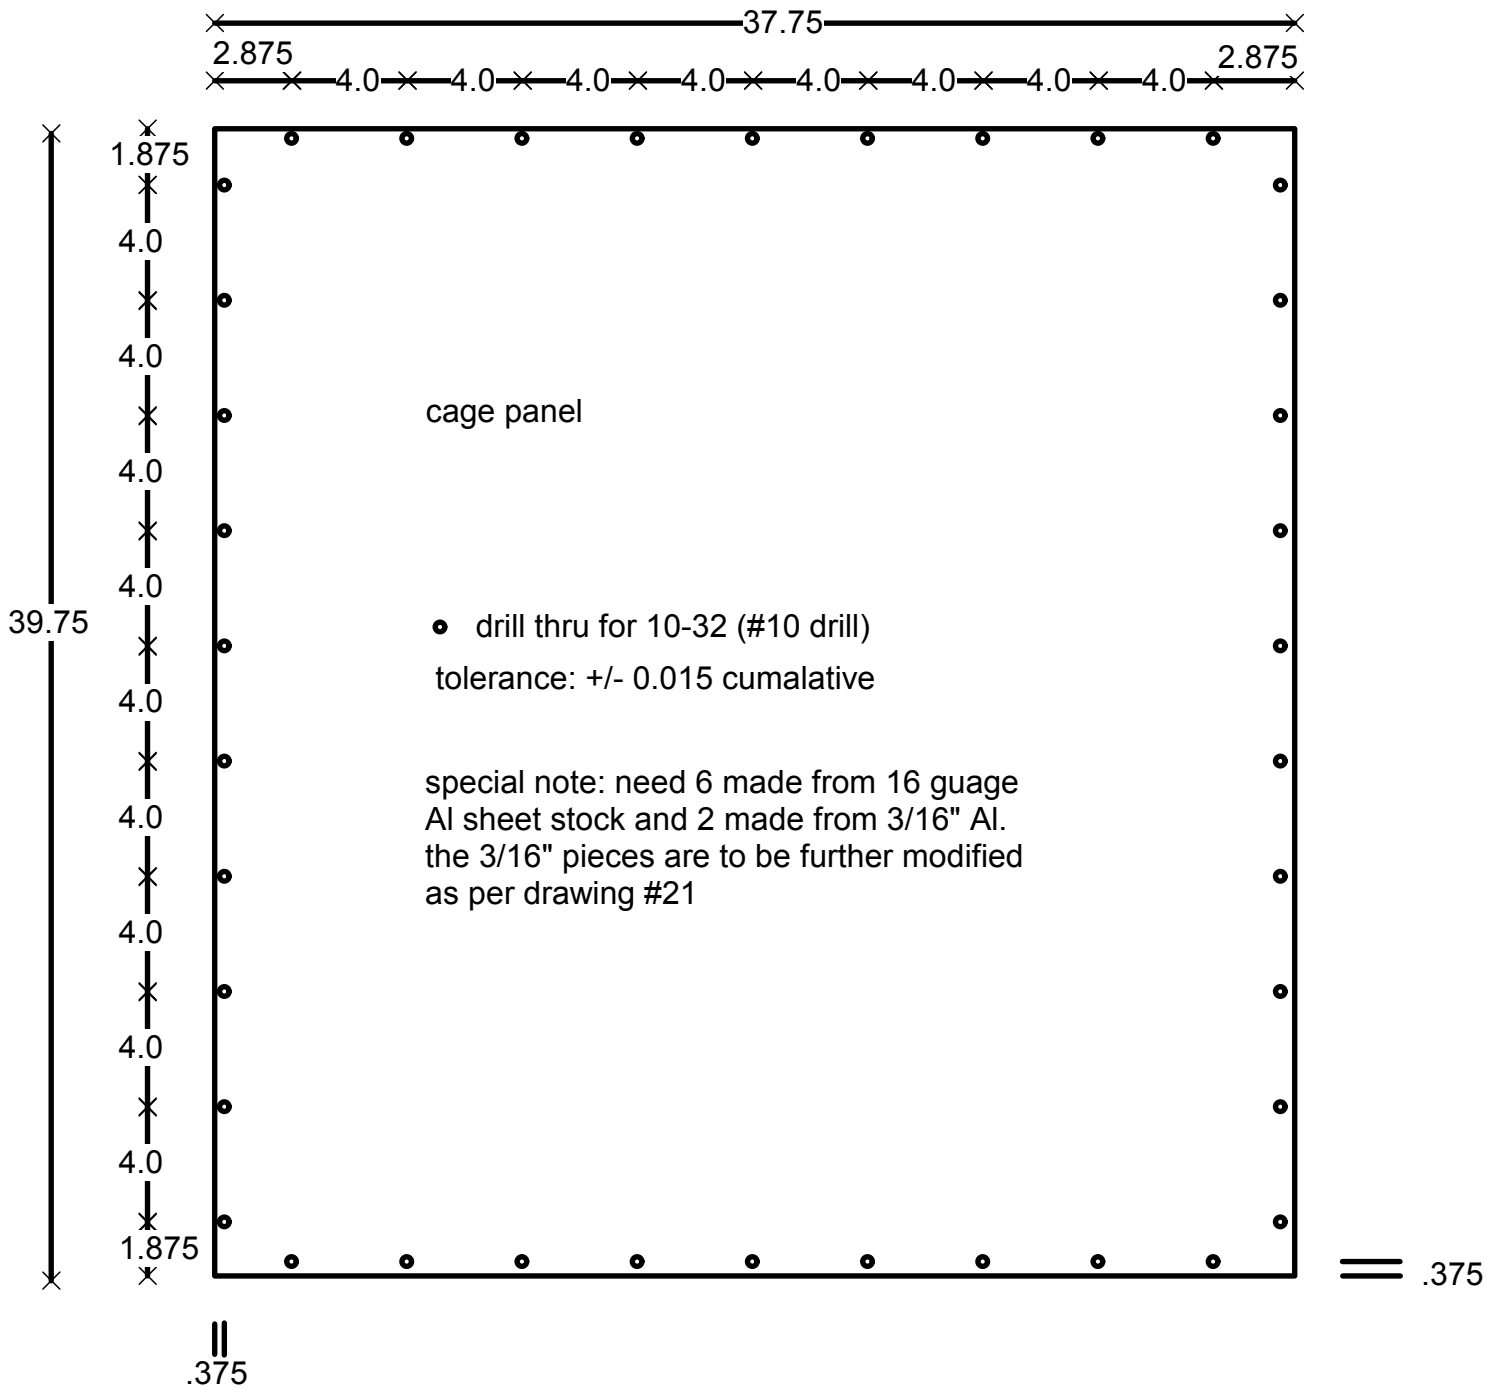 37.75
2.875
2.875
4.0 4.0 4.0 4.0 4.0 4.0 4.0 4.0
1.875
4.0
4.0
cage panel
4.0
4.0
39.75
drill thru for 10-32 (#10 drill)
tolerance: +/- 0.015 cumalative
4.0
special note: need 6 made from 16 guage
4.0
Al sheet stock and 2 made from 3/16" Al.
the 3/16" pieces are to be further modified
as per drawing #21
4.0
4.0
4.0
1.875
.375
.375